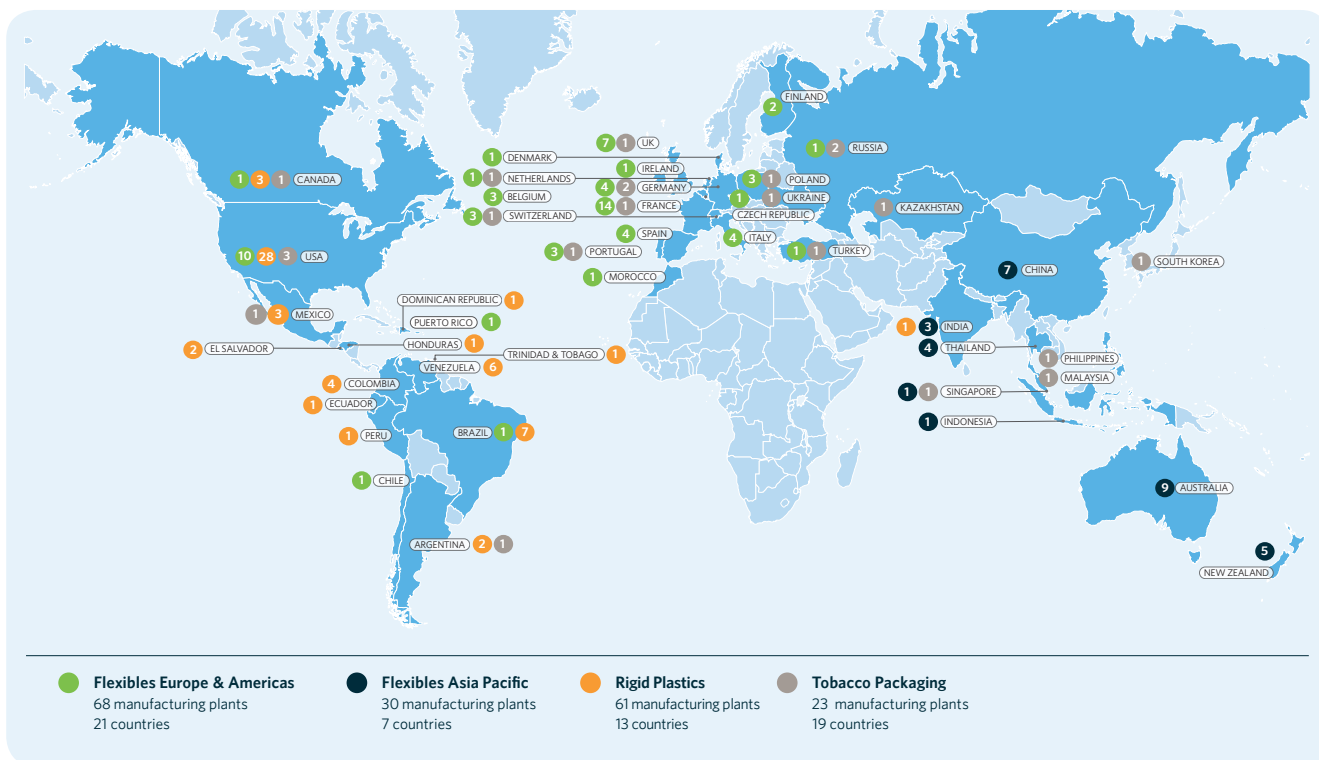 2 FINLAND
7 1 UK
1 DENMARK
1 2 RUSSIA
1 IRELAND
1 1 NETHERLANDS
3 1 POLAND
1 3 1 CANADA
4 2 GERMANY
3 BELGIUM
1 1 UKRAINE
14 1 FRANCE
1 KAZAKHSTAN
3 1 SWITZERLAND
CZECH REPUBLIC
4 SPAIN
4 ITALY
3 1 PORTUGAL
1 1 TURKEY
10 28 3 USA
1 SOUTH KOREA
7 CHINA
1 MOROCCO
DOMINICAN REPUBLIC 1
1 3 MEXICO
PUERTO RICO 1
1 3 INDIA
HONDURAS 1
2 EL SALVADOR
4 THAILAND
TRINIDAD & TOBAGO 1
1 PHILIPPINES
VENEZUELA 6
1 MALAYSIA
4 COLOMBIA
1 1 SINGAPORE
1 ECUADOR
1 INDONESIA
BRAZIL 1 7
1 PERU
1 CHILE
9 AUSTRALIA
ARGENTINA 2 1
5
NEW ZEALAND
Flexibles Europe & Americas
68 manufacturing plants
21 countries
Flexibles Asia Pacific
30 manufacturing plants
7 countries
Rigid Plastics
61 manufacturing plants
13 countries
Tobacco Packaging
23 manufacturing plants
19 countries